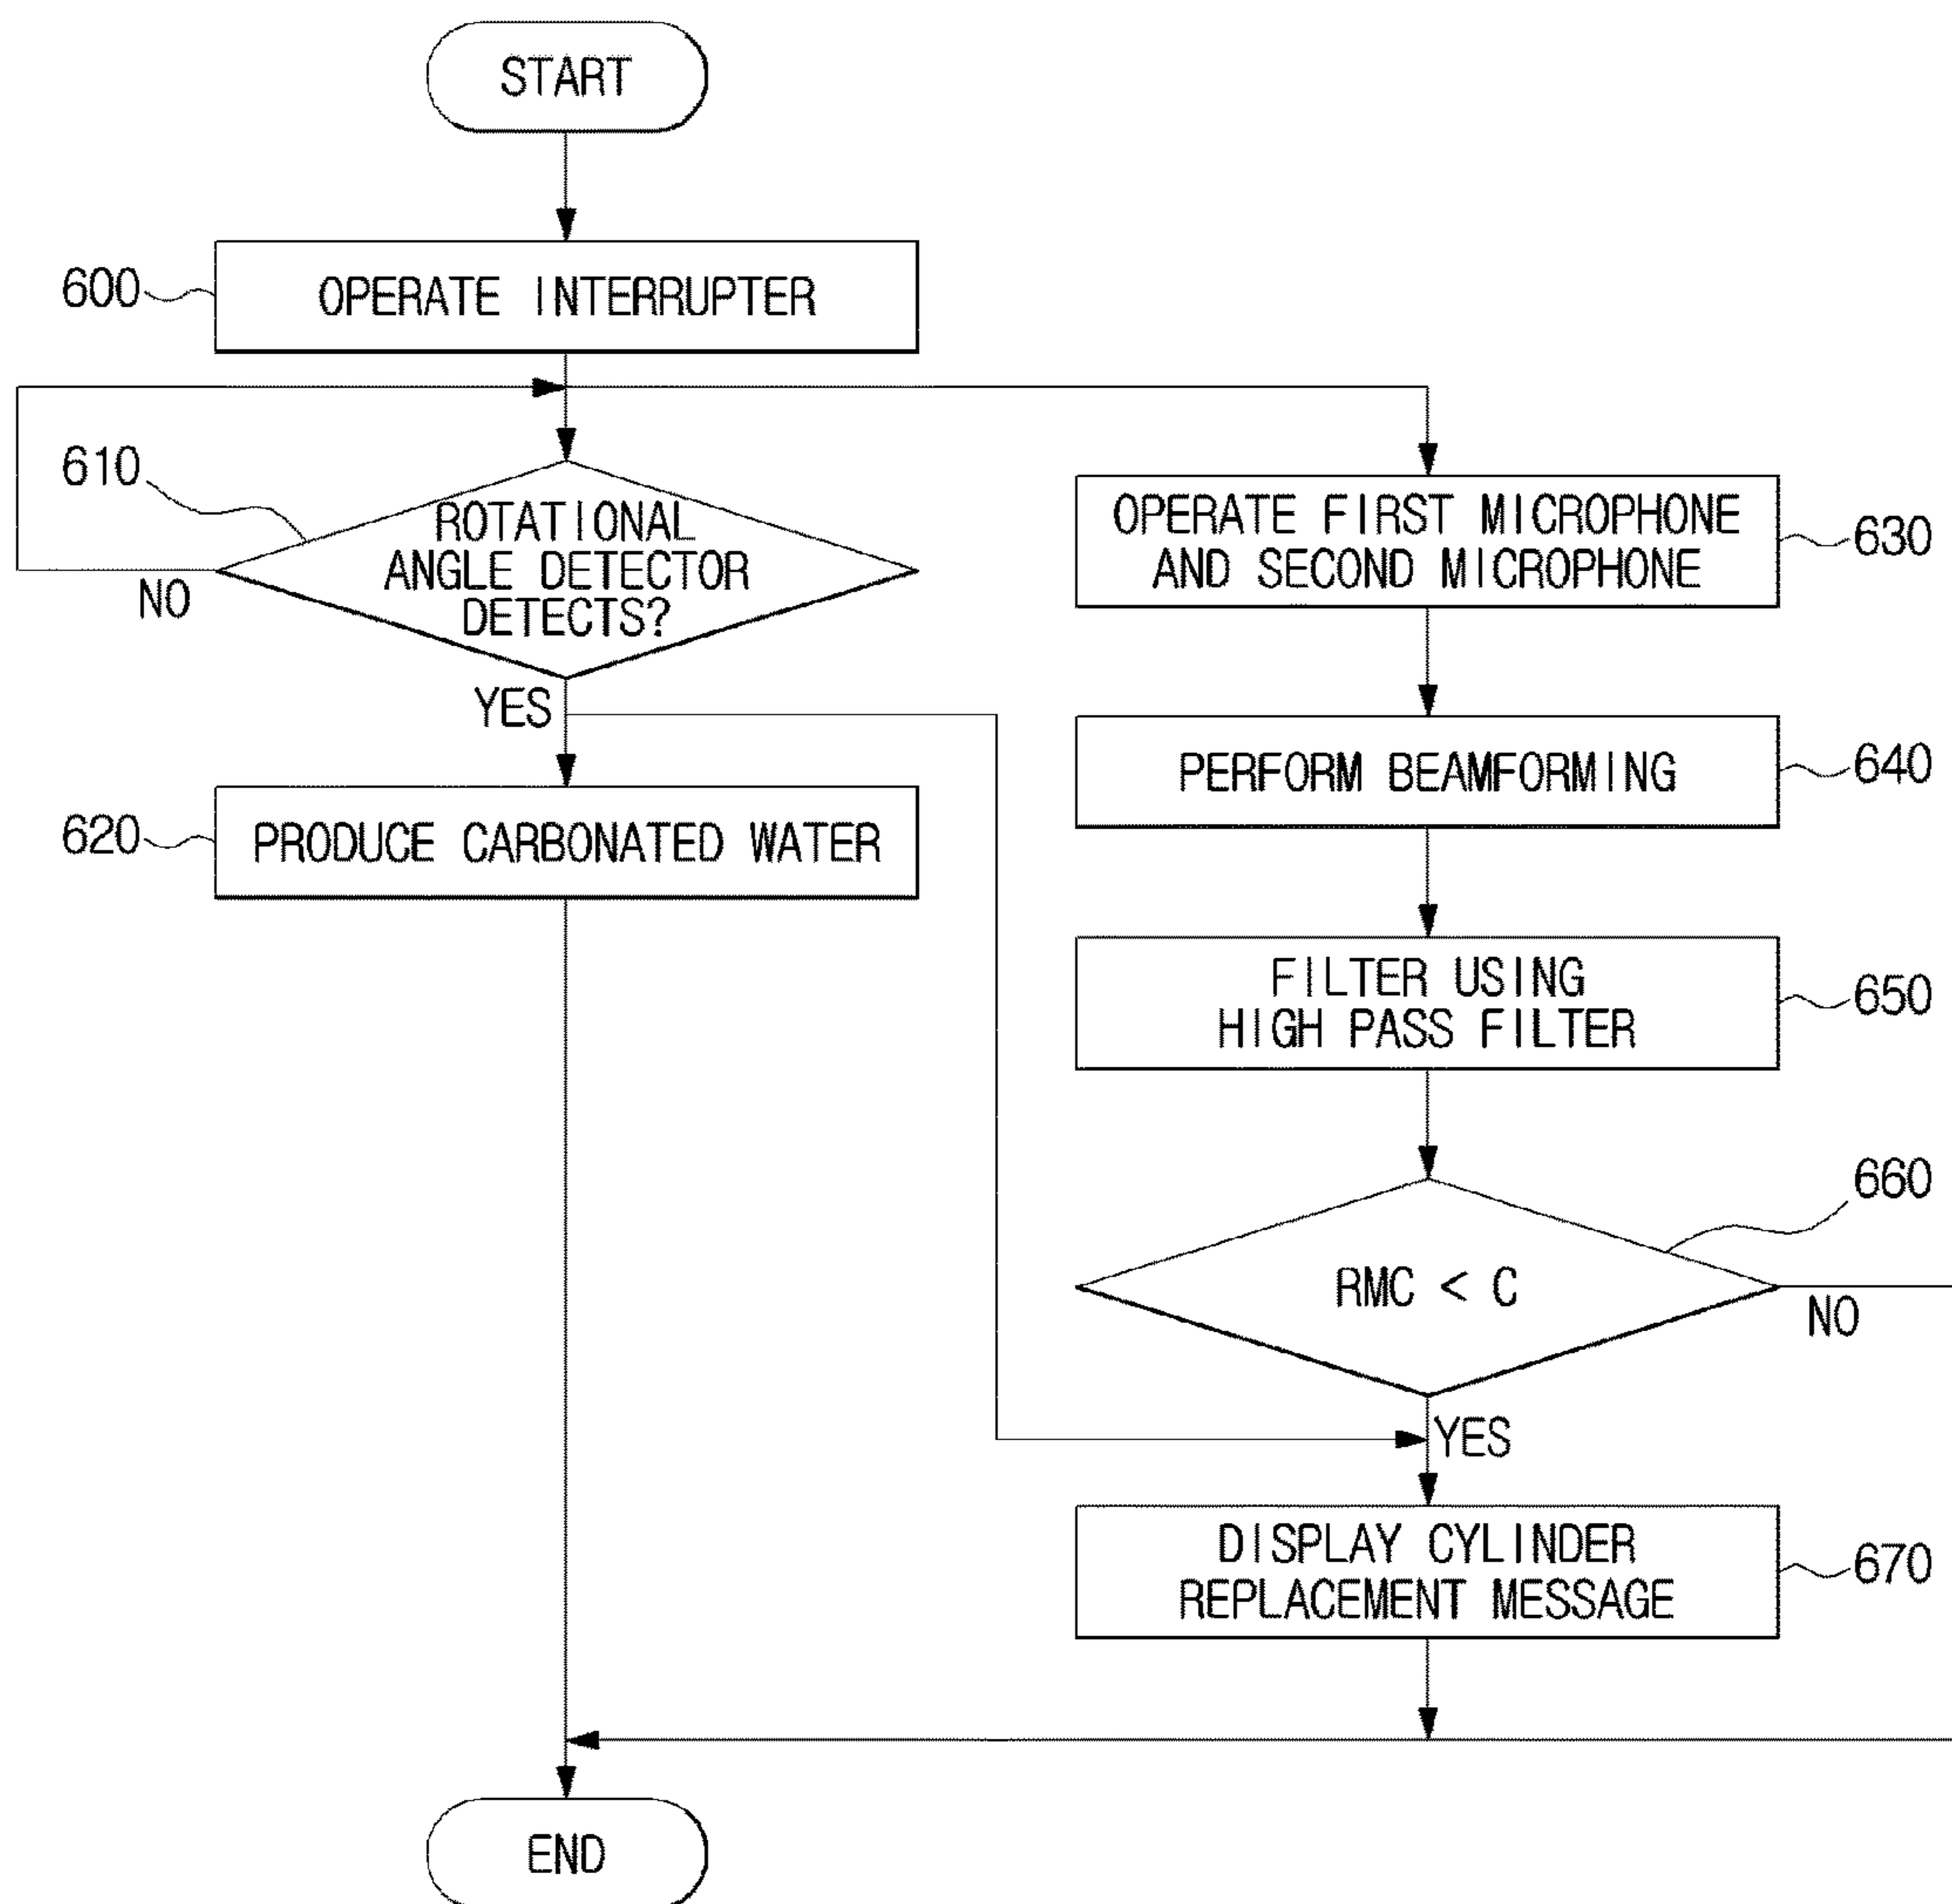 START
600
OPERATE INTERRUPTER
610
ROTATIONAL
ANGLE DETECTOR
DETECTS?
NO
YES
620
PRODUCE CARBONATED WATER
OPERATE FIRST MICROPHONE
AND SECOND MICROPHONE
630
PERFORM BEAMFORMING
640
FILTER USING
HIGH PASS FILTER
650
660
RMC < C
NO
YES
DISPLAY CYLINDER
REPLACEMENT MESSAGE
670
END